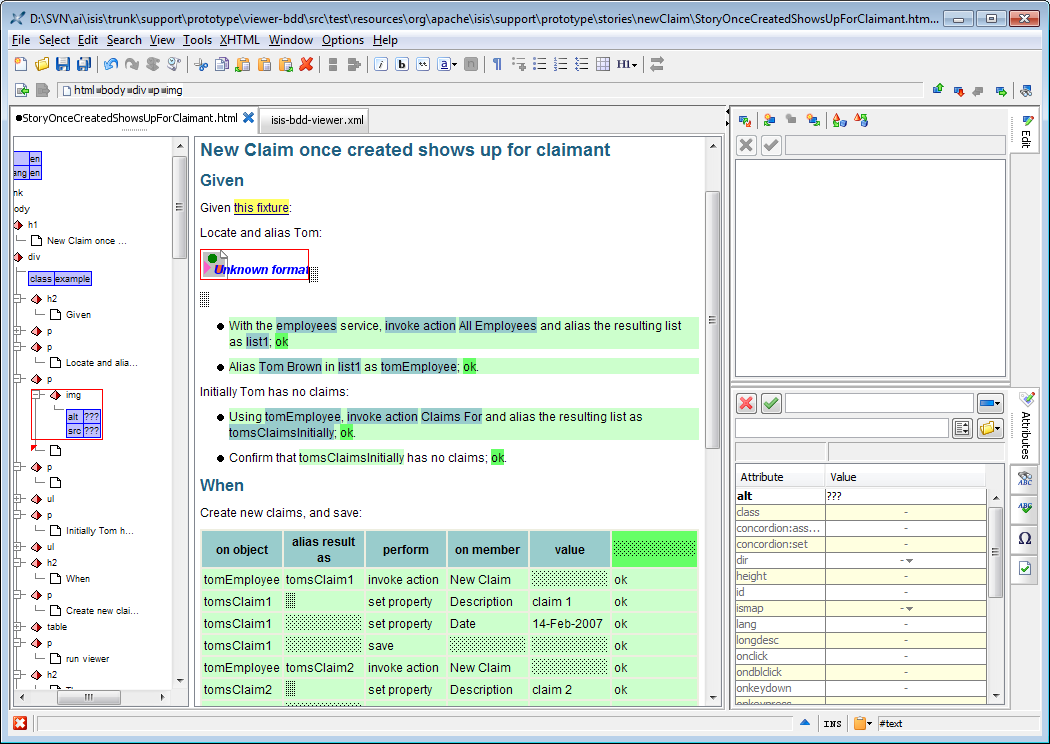 D:\SVN\ai\isis\trunk\support\prototype\viewer-bdd\src\test\resources\org\apache\isis\support\prototype\stories\newClaim\StoryOnceCreatedShowsUpForClaimant.htm...
File Select Edit Search View Tools XHTML Window Options Help
i b a H1
html body div p img
StoryOnceCreatedShowsUpForClaimant.html
isis-bdd-viewer.xml
en
ang en
nk
ody
h1
New Claim once ...
div
class example
h2
Given
p
p
Locate and alia...
p
img
alt ???
src ???
p
ul
p
Initially Tom h...
ul
h2
When
p
Create new clai...
table
p
run viewer
h2
New Claim once created shows up for claimant
Given
Given this fixture:
Locate and alias Tom:
Unknown format
With the employees service, invoke action All Employees and alias the resulting list
as list1; ok
Alias Tom Brown in list1 as tomEmployee; ok.
Initially Tom has no claims:
Using tomEmployee, invoke action Claims For and alias the resulting list as
tomsClaimsInitially; ok.
Confirm that tomsClaimsInitially has no claims; ok.
When
Create new claims, and save:
on object alias result as perform on member value
tomEmployee tomsClaim1 invoke action New Claim ok
tomsClaim1 set property Description claim 1 ok
tomsClaim1 set property Date 14-Feb-2007 ok
tomsClaim1 save ok
tomEmployee tomsClaim2 invoke action New Claim ok
tomsClaim2 set property Description claim 2 ok
Edit
Attributes
ABC
ABC
Ω
Attribute Value
alt ???
class -
concordion:ass... -
concordion:set -
dir -
height -
id -
ismap -
lang -
longdesc -
onclick -
ondblclick -
onkeydown -
onkeypress
INS
#text